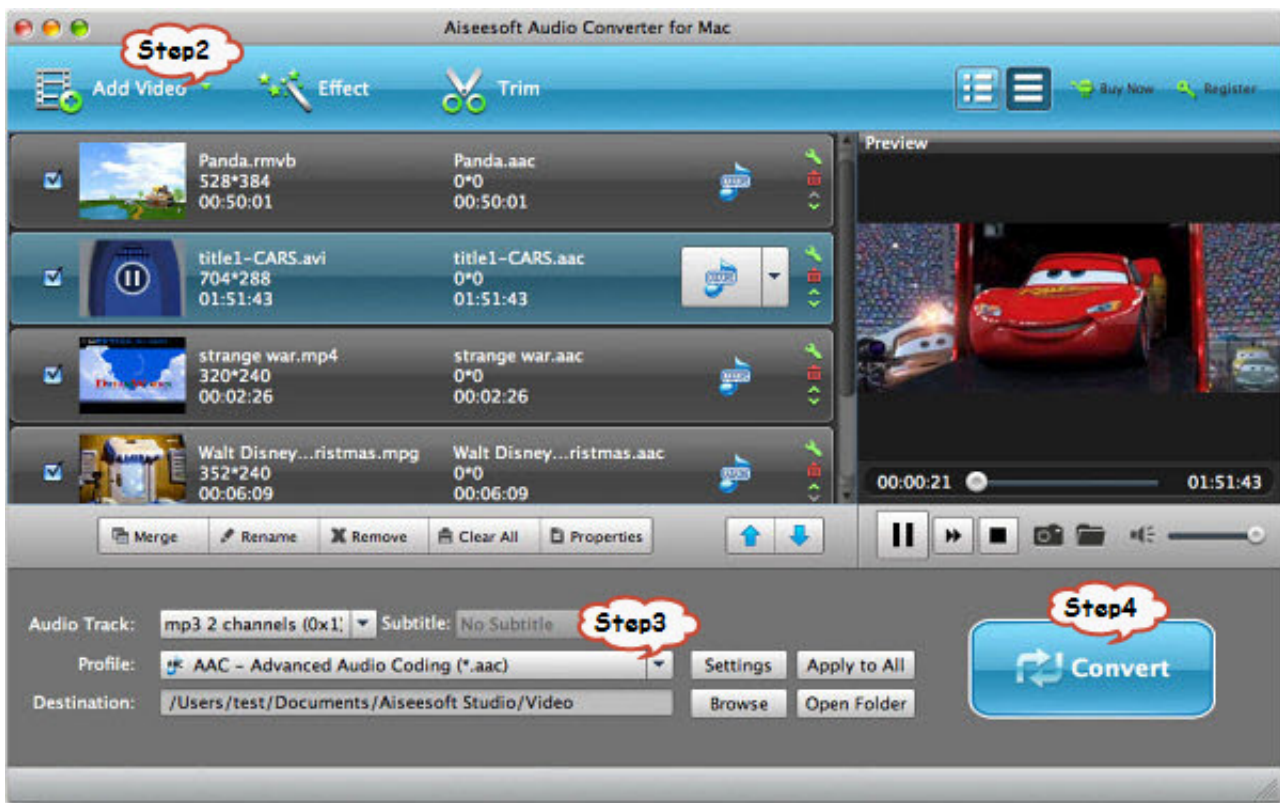 Aiseesoft Audio Converter for Mac
Step2
Add Video
Effect
Trim
Buy Now
Register
Panda.rmvb
528*384
00:50:01
Panda.aac
0*0
00:50:01
title1-CARS.avi
704*288
01:51:43
title1-CARS.aac
0*0
01:51:43
strange war.mp4
320*240
00:02:26
strange war.aac
0*0
00:02:26
Walt Disney...ristmas.mpg
352*240
00:06:09
Walt Disney...ristmas.aac
0*0
00:06:09
Preview
00:00:21
01:51:43
Merge
Rename
Remove
Clear All
Properties
Audio Track:
mp3 2 channels (0x1)
Subtitle:
No Subtitle
Step3
Profile:
AAC - Advanced Audio Coding (*.aac)
Settings
Apply to All
Destination:
/Users/test/Documents/Aiseesoft Studio/Video
Browse
Open Folder
Step4
Convert